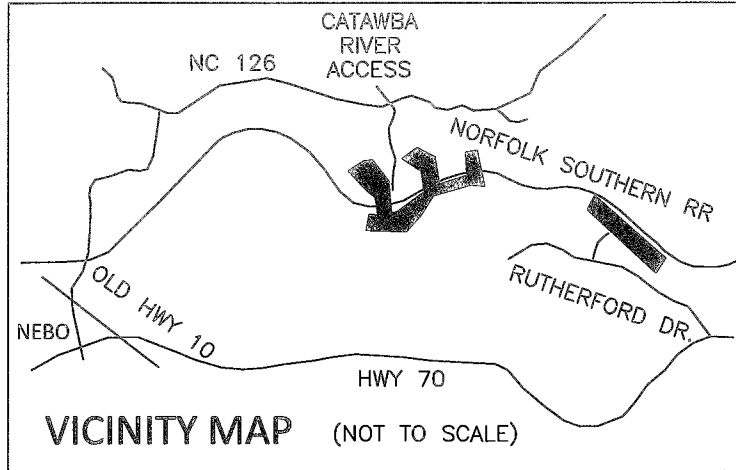 CATAWBA
RIVER
ACCESS
NC 126
NORFOLK SOUTHERN RR
OLD HWY 10
RUTHERFORD DR.
NEBO
HWY 70
VICINITY MAP (NOT TO SCALE)